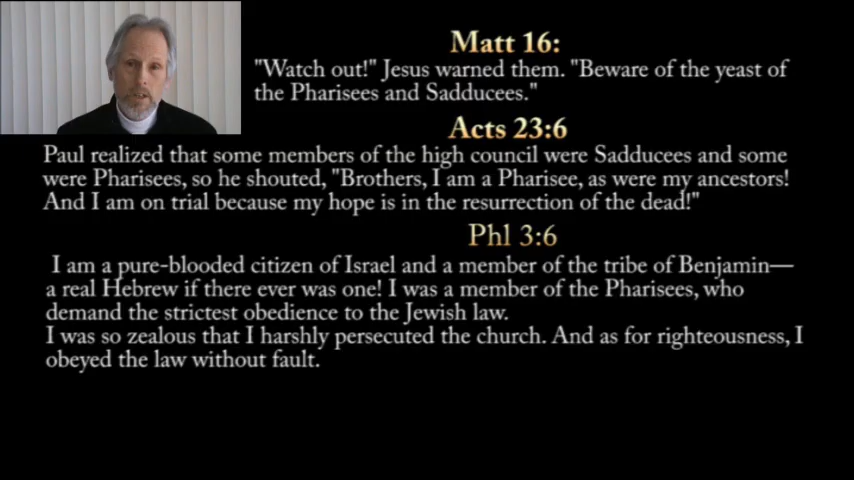 Matt 16:
"Watch out!" Jesus warned them. "Beware of the yeast of
the Pharisees and Sadducees."
Acts 23:6
Paul realized that some members of the high council were Sadducees and some
were Pharisees, so he shouted, "Brothers, I am a Pharisee, as were my ancestors!
And I am on trial because my hope is in the resurrection of the dead!"
Phl 3:6
I am a pure-blooded citizen of Israel and a member of the tribe of Benjamin—
a real Hebrew if there ever was one! I was a member of the Pharisees, who
demand the strictest obedience to the Jewish law.
I was so zealous that I harshly persecuted the church. And as for righteousness, I
obeyed the law without fault.